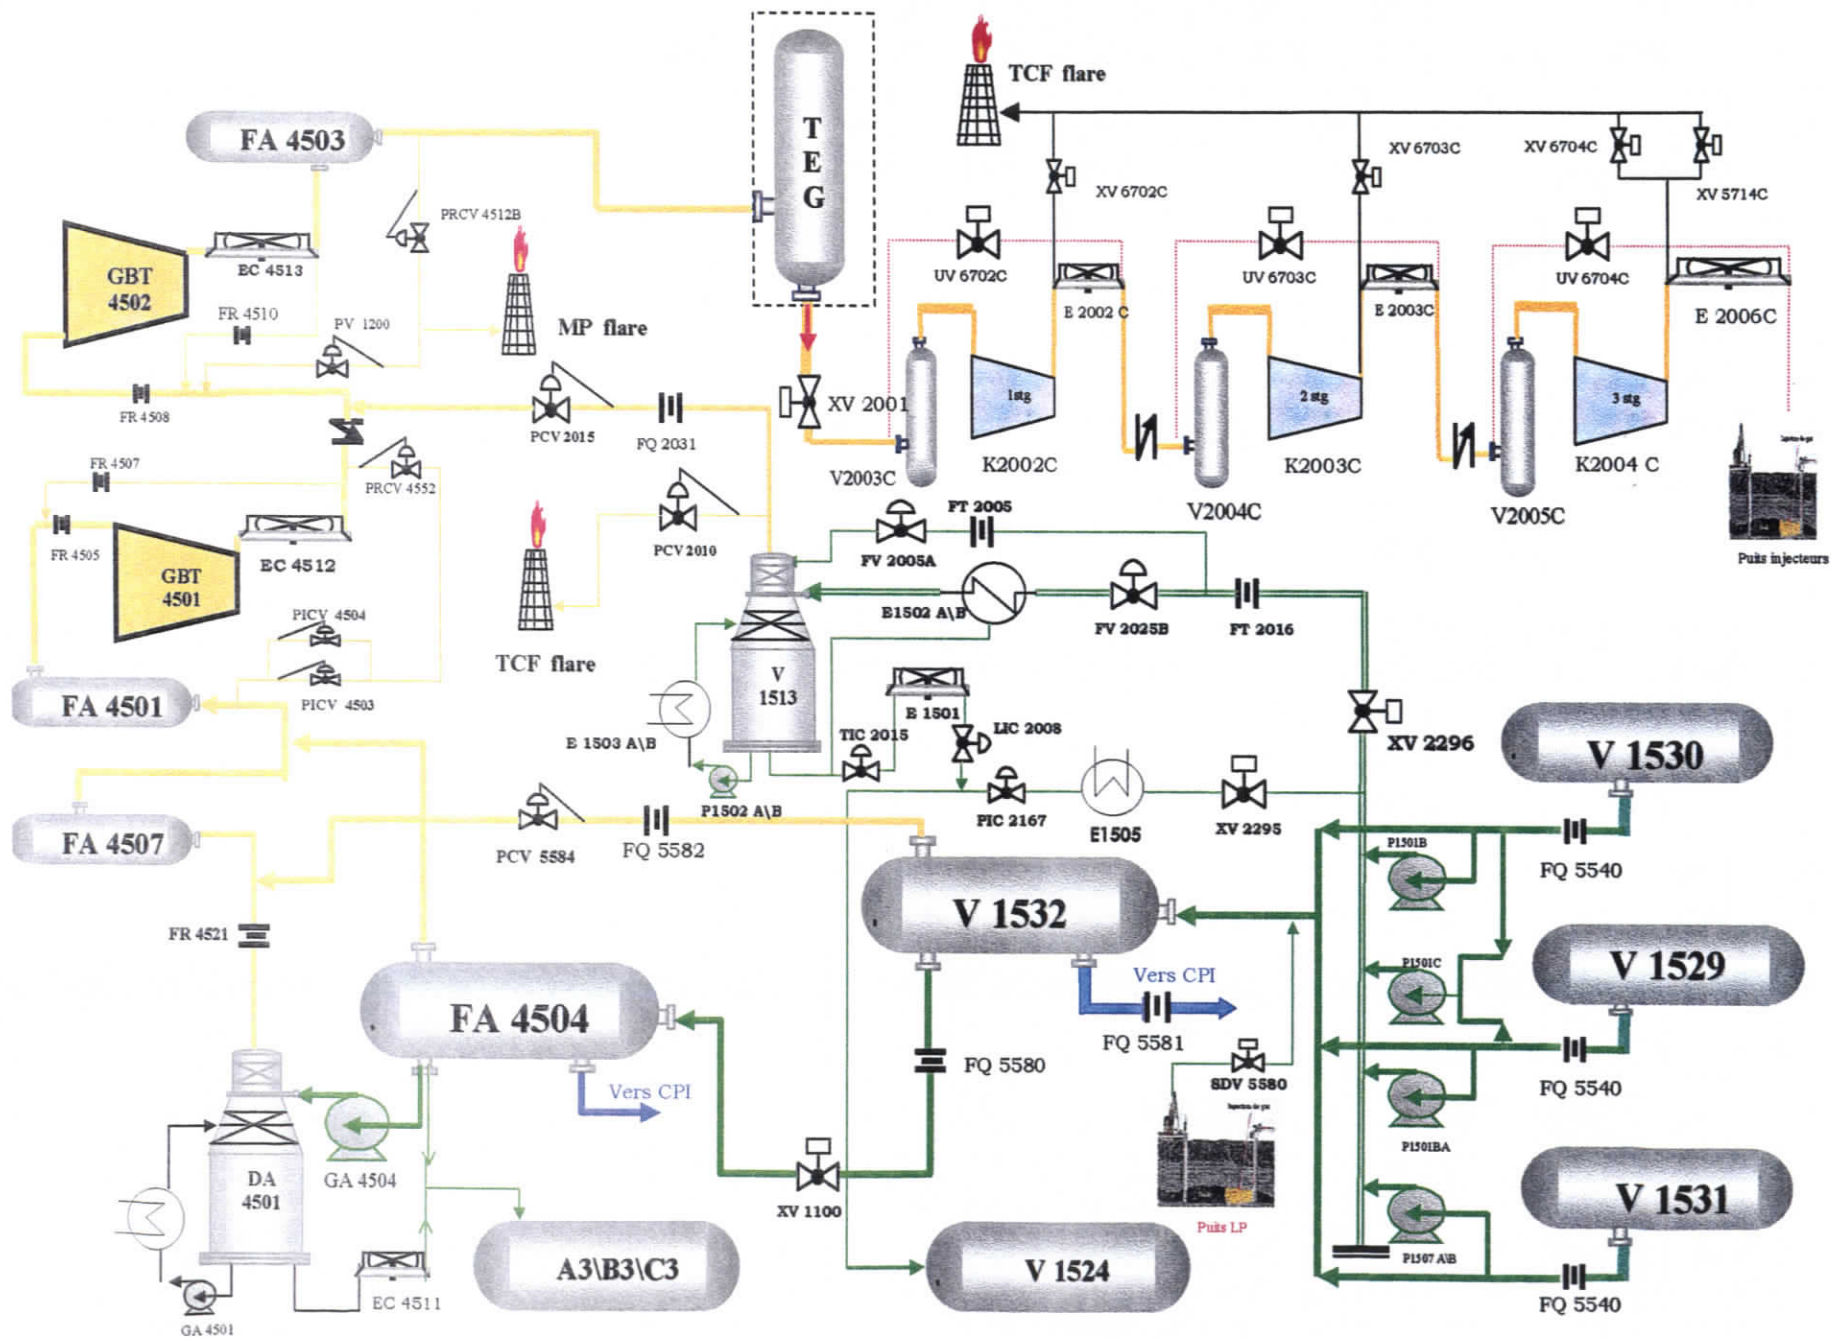 TCF flare
FA 4503
T
E
G
XV 6703C
XV 6704C
XV 6702C
XV 5714C
PRCV 4512B
GBT
4502
EC 4513
UV 6702C
UV 6703C
UV 6704C
FR 4510
PV 1200
MP flare
E 2002 C
E 2003C
E 2006C
FR 4508
PCV 2015
FQ 2031
XV 2001
1stg
2 stg
3 stg
FR 4507
PRCV 4552
V2003C
K2002C
K2003C
K2004 C
V2004C
V2005C
FR 4505
EC 4512
PCV 2010
FT 2005
FV 2005A
Puits injecteurs
GBT
4501
PICV 4504
E1502 A\B
FV 2025B
FT 2016
TCF flare
V
1513
FA 4501
PICV 4503
E 1501
E 1503 A\B
TIC 2015
LIC 2008
XV 2296
V 1530
P1502 A\B
PIC 2167
E1505
XV 2295
FA 4507
PCV 5584
FQ 5582
P1501B
FQ 5540
V 1532
FR 4521
P1501C
V 1529
Vers CPI
FA 4504
FQ 5581
FQ 5580
SDV 5580
FQ 5540
Vers CPI
P1501BA
DA
4501
GA 4504
XV 1100
Puits LP
V 1531
P1507 A\B
A3\B3\C3
V 1524
EC 4511
FQ 5540
GA 4501